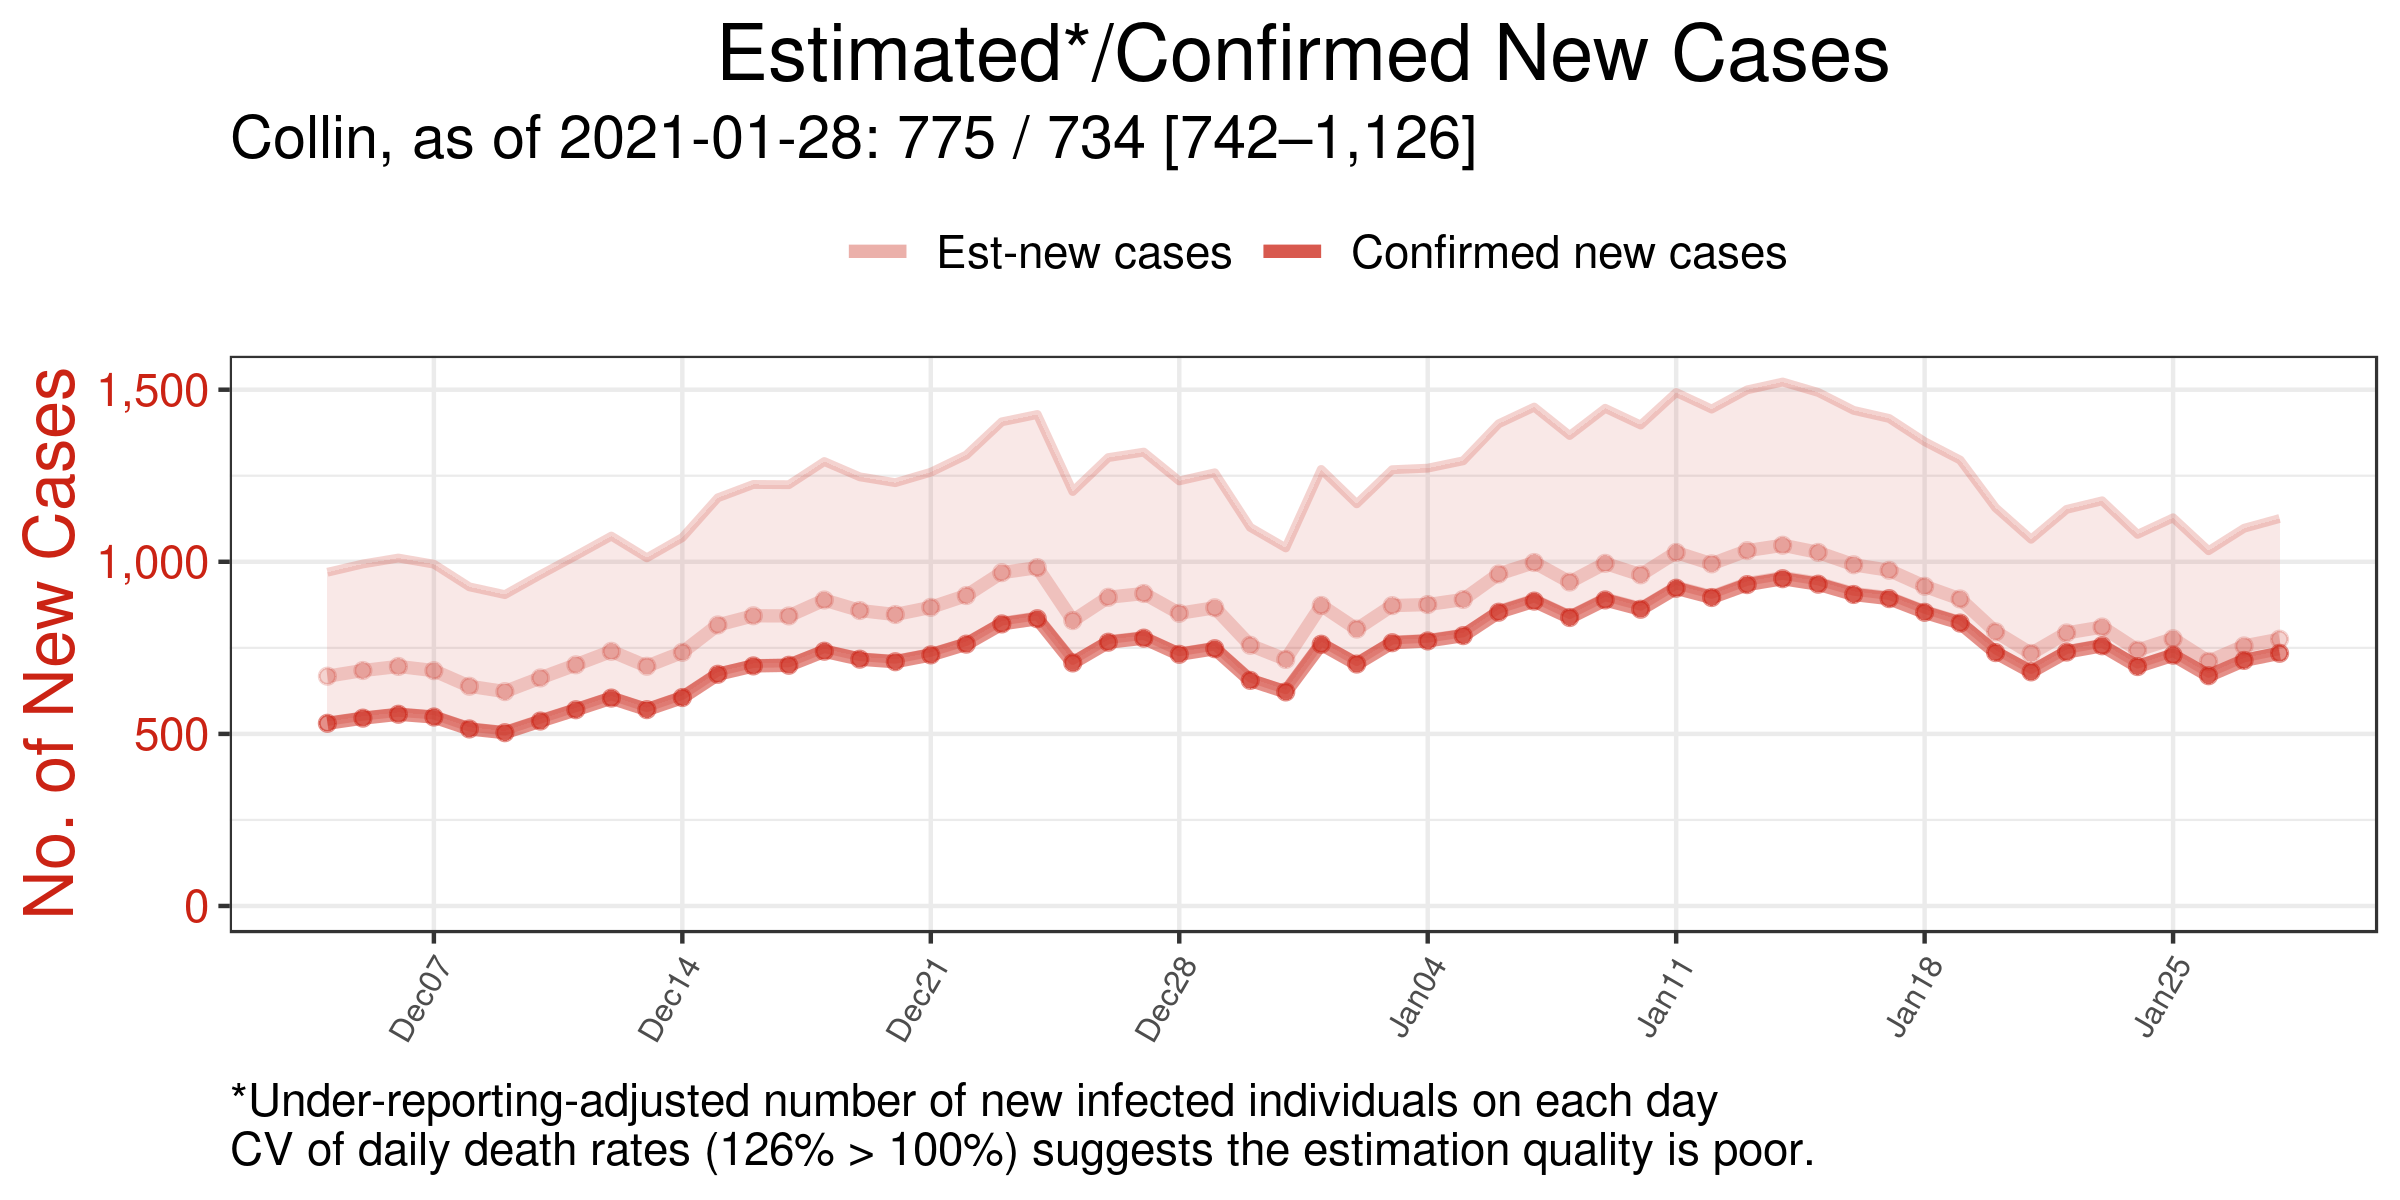 Estimated*/Confirmed New Cases
Collin, as of 2021-01-28: 775 / 734 [742–1,126]
Est-new cases Confirmed new cases
No. of New Cases
1,500
1,000
500
0
Dec07 Dec14 Dec21 Dec28 Jan04 Jan11 Jan18 Jan25
*Under-reporting-adjusted number of new infected individuals on each day
CV of daily death rates (126% > 100%) suggests the estimation quality is poor.